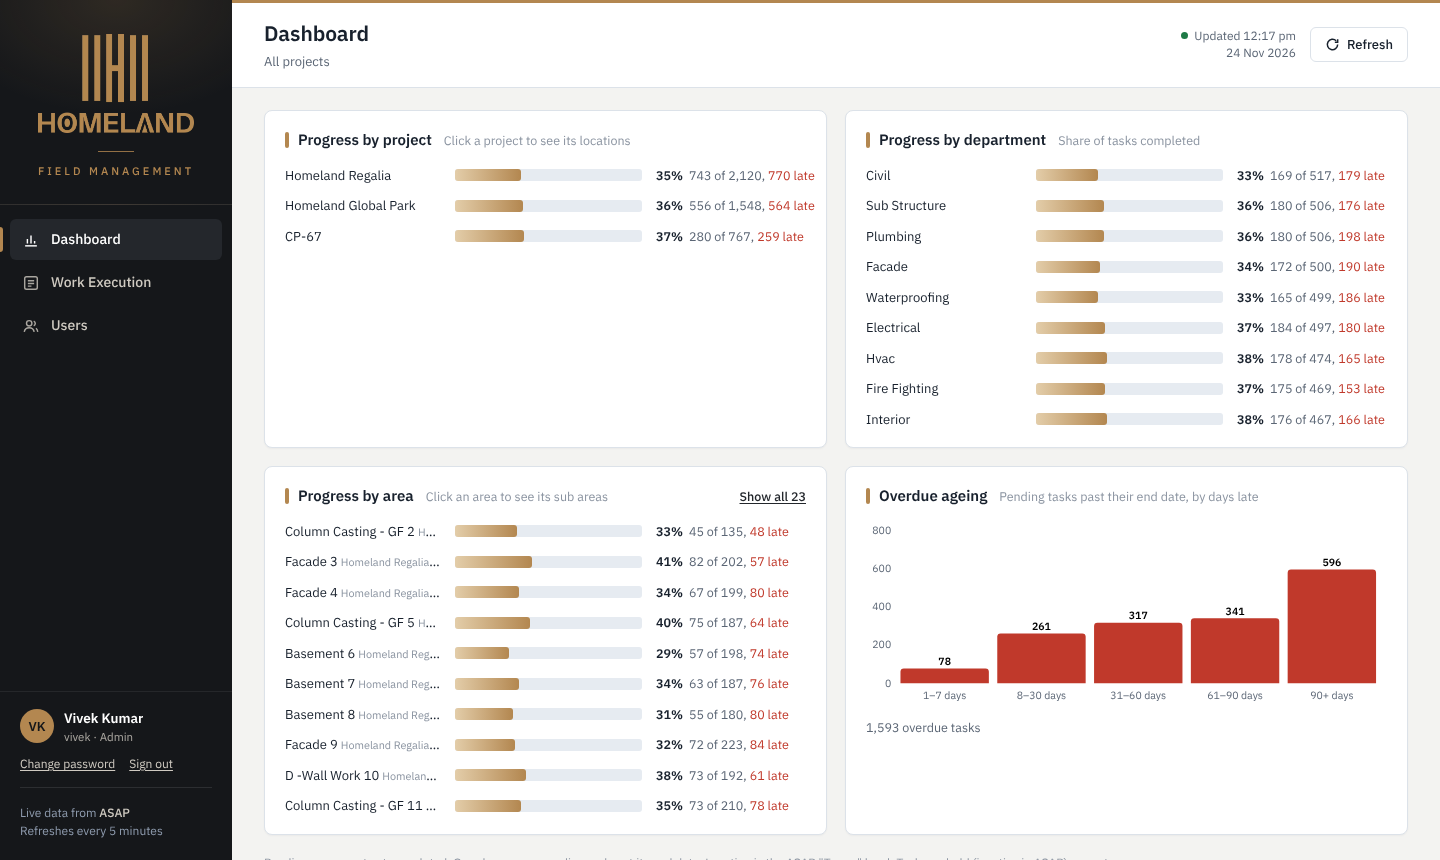 HOMELAND
FIELD MANAGEMENT
Dashboard
Work Execution
Users
VK
Vivek Kumar
vivek · Admin
Change password Sign out
Live data from ASAP
Refreshes every 5 minutes
Dashboard
All projects
Updated 12:17 pm
24 Nov 2026
Refresh
Progress by project Click a project to see its locations
Homeland Regalia 35% 743 of 2,120, 770 late
Homeland Global Park 36% 556 of 1,548, 564 late
CP-67 37% 280 of 767, 259 late
Progress by department Share of tasks completed
Civil 33% 169 of 517, 179 late
Sub Structure 36% 180 of 506, 176 late
Plumbing 36% 180 of 506, 198 late
Facade 34% 172 of 500, 190 late
Waterproofing 33% 165 of 499, 186 late
Electrical 37% 184 of 497, 180 late
Hvac 38% 178 of 474, 165 late
Fire Fighting 37% 175 of 469, 153 late
Interior 38% 176 of 467, 166 late
Progress by area Click an area to see its sub areas Show all 23
Column Casting - GF 2 H... 33% 45 of 135, 48 late
Facade 3 Homeland Regalia... 41% 82 of 202, 57 late
Facade 4 Homeland Regalia... 34% 67 of 199, 80 late
Column Casting - GF 5 H... 40% 75 of 187, 64 late
Basement 6 Homeland Reg... 29% 57 of 198, 74 late
Basement 7 Homeland Reg... 34% 63 of 187, 76 late
Basement 8 Homeland Reg... 31% 55 of 180, 80 late
Facade 9 Homeland Regalia... 32% 72 of 223, 84 late
D -Wall Work 10 Homelan... 38% 73 of 192, 61 late
Column Casting - GF 11 ... 35% 73 of 210, 78 late
Overdue ageing Pending tasks past their end date, by days late
800
600
400
200
0
78
261
317
341
596
1–7 days
8–30 days
31–60 days
61–90 days
90+ days
1,593 overdue tasks